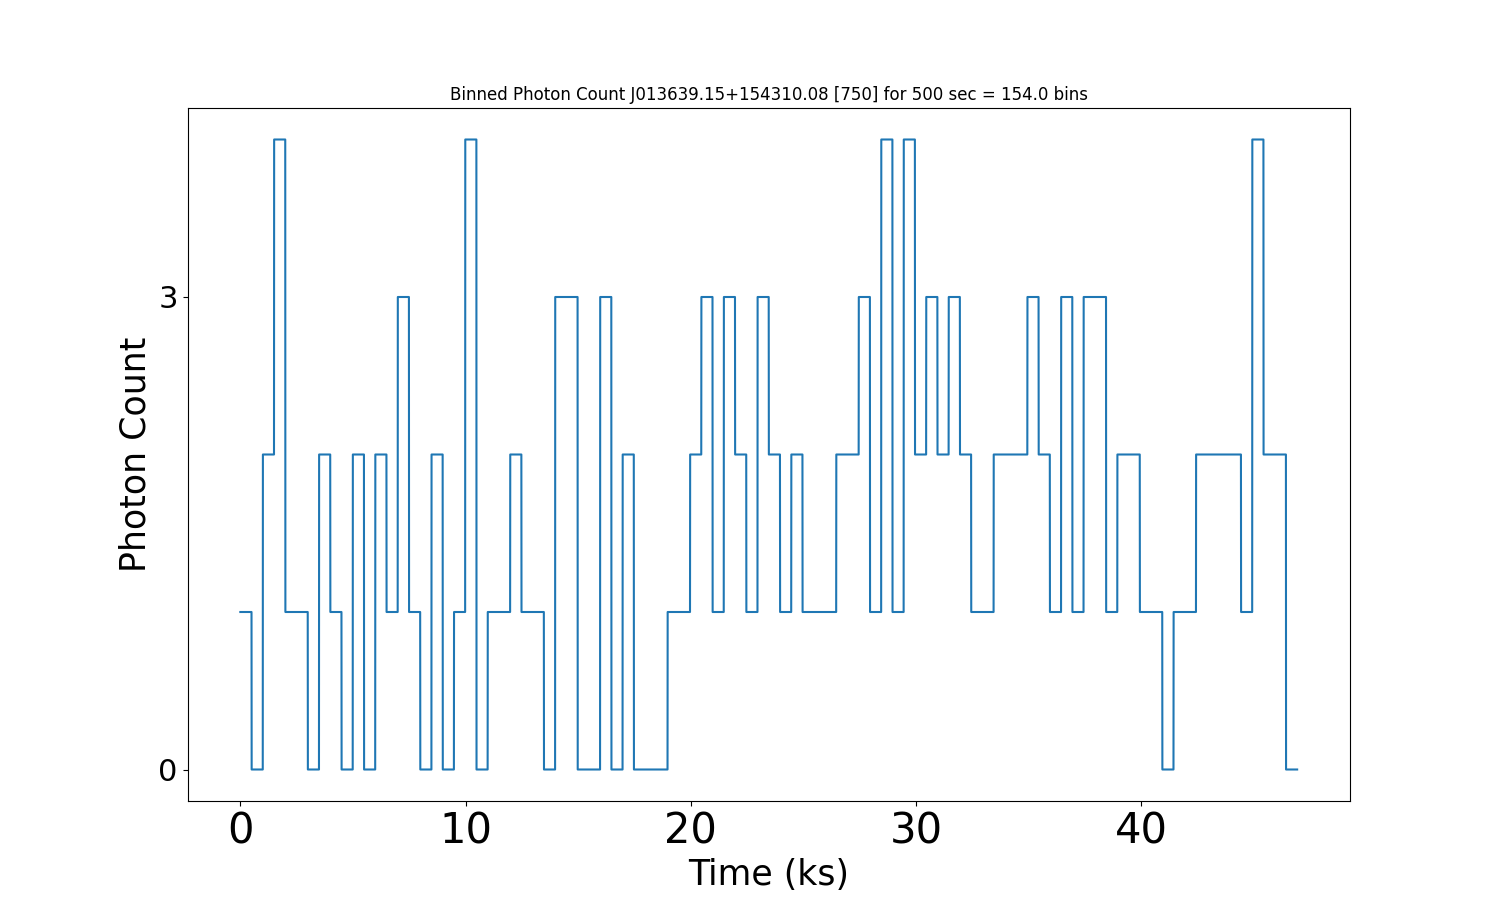 Binned Photon Count J013639.15+154310.08 [750] for 500 sec = 154.0 bins
3
0
Photon Count
0 10 20 30 40
Time (ks)